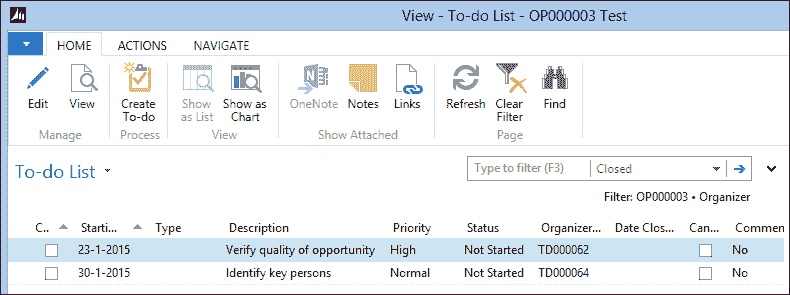 View - To-do List - OP000003 Test
HOME ACTIONS NAVIGATE
Edit View Create To-do Show as List Show as Chart OneNote Notes Links Refresh Clear Filter Find
Manage Process View Show Attached Page
To-do List Type to filter (F3) Closed
Filter: OP000003 • Organizer
C.. Starti... Type Description Priority Status Organizer... Date Clos... Can... Commen
23-1-2015 Verify quality of opportunity High Not Started TD000062 No
30-1-2015 Identify key persons Normal Not Started TD000064 No